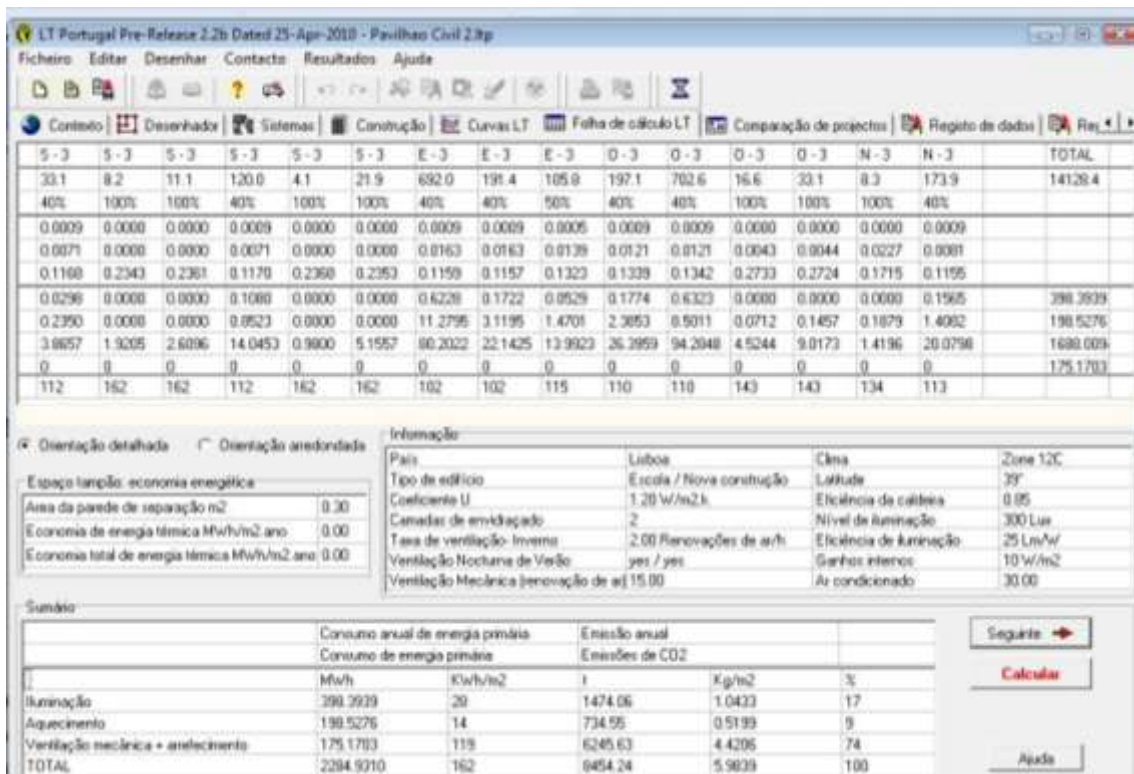 LT Portugal Pre-Release 2.2b Dated 25-Apr-2010 - Pavilhao Civil 2.ltp
Ficheiro Editar Desenhar Contacto Resultados Ajuda
Contexto Desenhador Sistemas Construção Curvas LT Folha de cálculo LT Comparação de projectos Registo de dados
S - 3 S - 3 S - 3 S - 3 S - 3 S - 3 E - 3 E - 3 E - 3 O - 3 O - 3 O - 3 O - 3 N - 3 N - 3 TOTAL
33.1 8.2 11.1 120.0 4.1 21.9 692.0 191.4 105.8 197.1 702.6 16.6 33.1 8.3 173.9 14128.4
40% 100% 100% 40% 100% 100% 40% 40% 50% 40% 40% 100% 100% 100% 40%
0.0009 0.0000 0.0000 0.0009 0.0000 0.0000 0.0009 0.0009 0.0005 0.0009 0.0009 0.0000 0.0000 0.0000 0.0009
0.0071 0.0000 0.0000 0.0071 0.0000 0.0000 0.0163 0.0163 0.0139 0.0121 0.0121 0.0043 0.0044 0.0227 0.0081
0.1168 0.2343 0.2361 0.1170 0.2368 0.2353 0.1159 0.1157 0.1323 0.1339 0.1342 0.2733 0.2724 0.1715 0.1155
0.0298 0.0000 0.0000 0.1080 0.0000 0.0000 0.6228 0.1722 0.0529 0.1774 0.6323 0.0000 0.0000 0.0000 0.1565 398.3939
0.2350 0.0000 0.0000 0.8523 0.0000 0.0000 11.2795 3.1195 1.4701 2.3853 8.5011 0.0712 0.1457 0.1879 1.4082 198.5276
3.8657 1.9205 2.6096 14.0453 0.9800 5.1557 80.2022 22.1425 13.9923 26.3959 94.2848 4.5244 9.0173 1.4196 20.0798 1688.009
0 0 0 0 0 0 0 0 0 0 0 0 0 0 0 175.1703
112 162 162 112 162 162 102 102 115 110 110 143 143 134 113
Orientação detalhada Orientação arredondada
Espaço tampão: economia energética
Area da parede de separação m2 0.30
Economia de energia térmica MWh/m2.ano 0.00
Economia total de energia térmica MWh/m2.ano 0.00
Informação
País Lisboa Clima Zone 12C
Tipo de edifício Escola / Nova construção Latitude 39°
Coeficiente U 1.20 W/m2.k Eficiência da caldeira 0.85
Camadas de envidraçado 2 Nível de iluminação 300 Lux
Taxa de ventilação- Inverno 2.00 Renovações de ar/h Eficiência de iluminação 25 Lm/W
Ventilação Nocturna de Verão yes / yes Ganhos internos 10 W/m2
Ventilação Mecânica (renovação de ar) 15.00 Ar condicionado 30.00
Sumário
Consumo anual de energia primária Emissão anual
Consumo de energia primária Emissões de CO2
MWh KWh/m2 t Kg/m2 %
Iluminação 398.3939 28 1474.06 1.0433 17
Aquecimento 198.5276 14 734.55 0.5199 9
Ventilação mecânica + arrefecimento 175.1703 119 6245.63 4.4206 74
TOTAL 2284.9310 162 8454.24 5.9839 100
Seguinte
Calcular
Ajuda